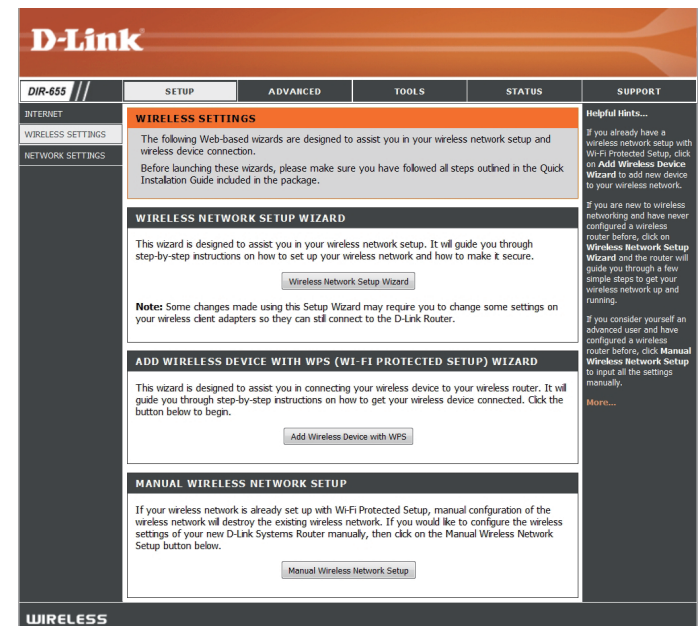 D-Link
DIR-655 SETUP ADVANCED TOOLS STATUS SUPPORT
INTERNET
WIRELESS SETTINGS
NETWORK SETTINGS
WIRELESS SETTINGS
The following Web-based wizards are designed to assist you in your wireless network setup and
wireless device connection.
Before launching these wizards, please make sure you have followed all steps outlined in the Quick
Installation Guide included in the package.
WIRELESS NETWORK SETUP WIZARD
This wizard is designed to assist you in your wireless network setup. It will guide you through
step-by-step instructions on how to set up your wireless network and how to make it secure.
Wireless Network Setup Wizard
Note: Some changes made using this Setup Wizard may require you to change some settings on
your wireless client adapters so they can still connect to the D-Link Router.
ADD WIRELESS DEVICE WITH WPS (WI-FI PROTECTED SETUP) WIZARD
This wizard is designed to assist you in connecting your wireless device to your wireless router. It will
guide you through step-by-step instructions on how to get your wireless device connected. Click the
button below to begin.
Add Wireless Device with WPS
MANUAL WIRELESS NETWORK SETUP
If your wireless network is already set up with Wi-Fi Protected Setup, manual confguration of the
wireless network will destroy the existing wireless network. If you would like to configure the wireless
settings of your new D-Link Systems Router manually, then click on the Manual Wireless Network
Setup button below.
Manual Wireless Network Setup
Helpful Hints...
If you already have a
wireless network setup with
Wi-Fi Protected Setup, click
on Add Wireless Device
Wizard to add new device
to your wireless network.
If you are new to wireless
networking and have never
configured a wireless
router before, click on
Wireless Network Setup
Wizard and the router will
guide you through a few
simple steps to get your
wireless network up and
running.
If you consider yourself an
advanced user and have
configured a wireless
router before, click Manual
Wireless Network Setup
to input all the settings
manually.
More...
WIRELESS